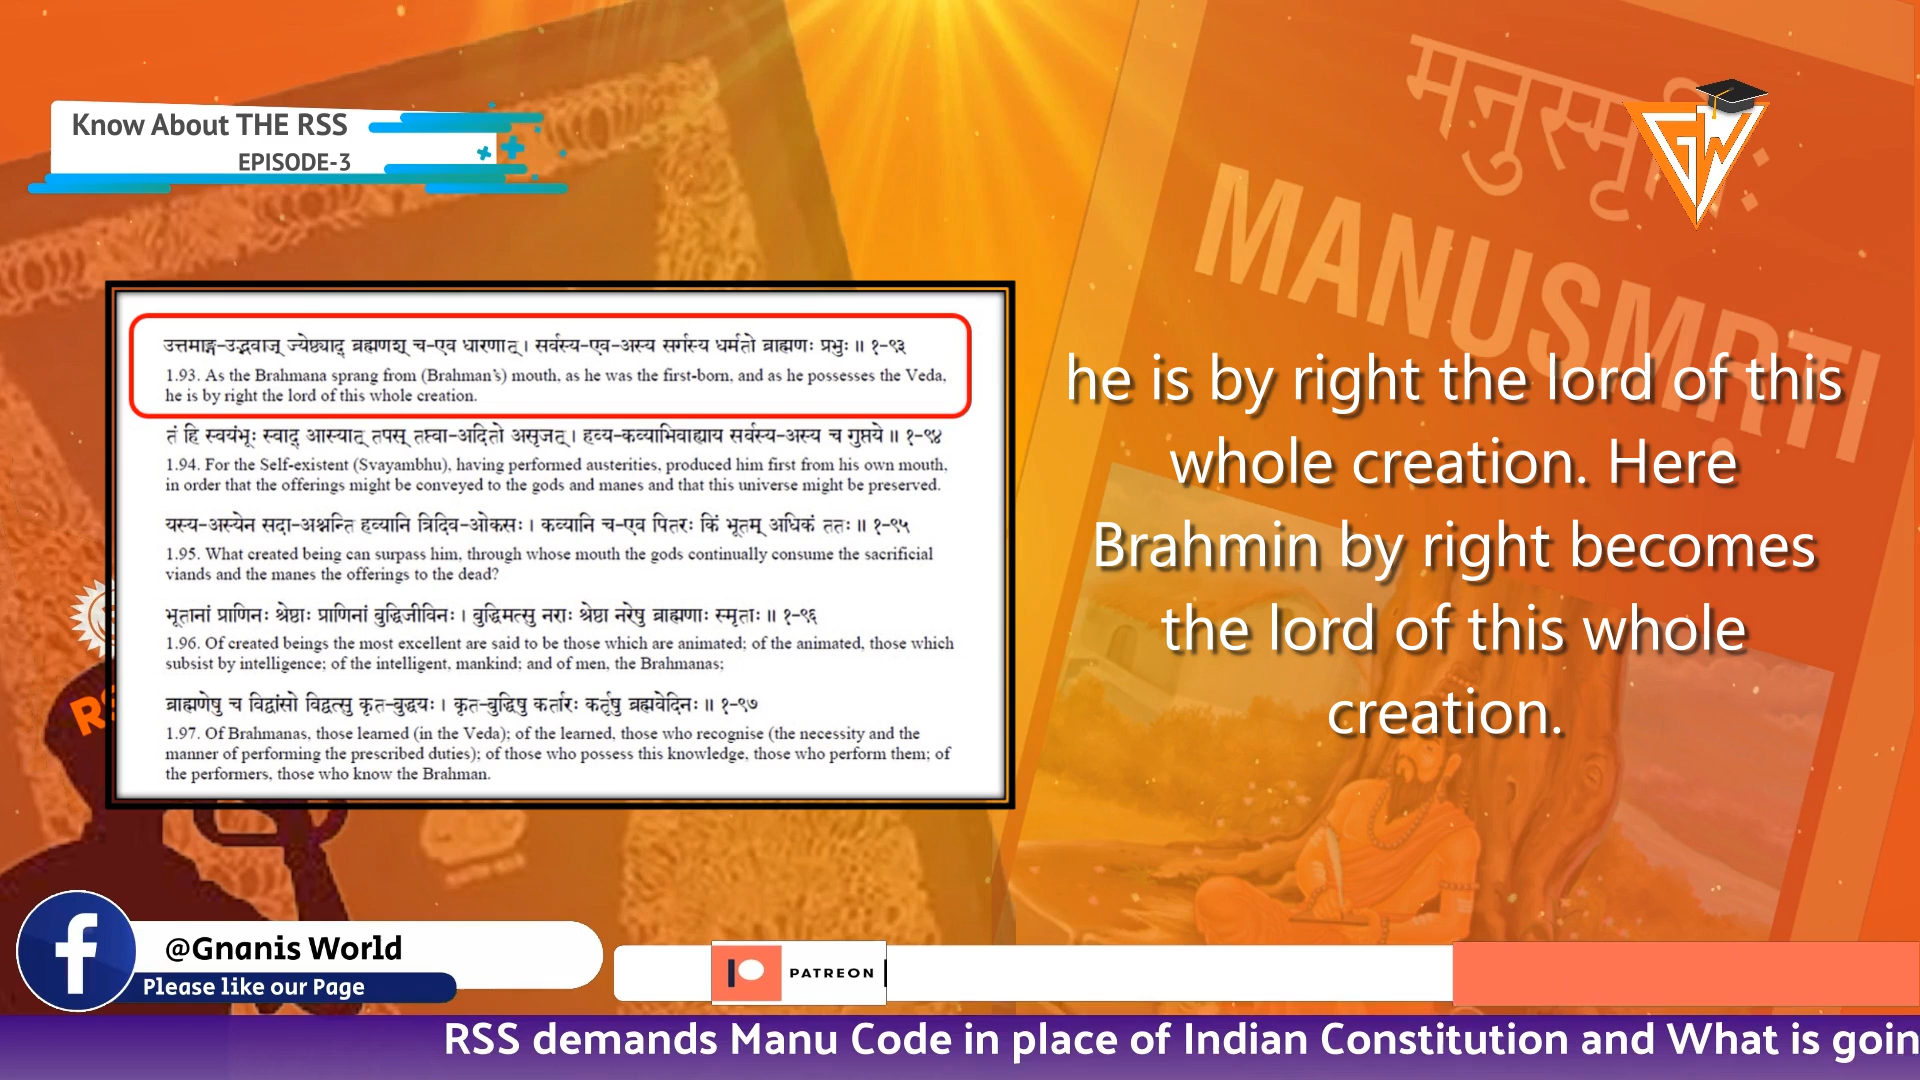 Know About THE RSS
EPISODE-3
मनुस्मृतिः
MANUSMRTI
GW
उत्तमाङ्ग-उद्भवाज् ज्येष्ठ्याद् ब्रह्मणश् च-एव धारणात् । सर्वस्य-एव-अस्य सर्गस्य धर्मतो ब्राह्मणः प्रभुः ॥ १-९३
1.93. As the Brahmana sprang from (Brahman's) mouth, as he was the first-born, and as he possesses the Veda,
he is by right the lord of this whole creation.
तं हि स्वयंभूः स्वाद् आस्यात् तपस् तप्त्वा-अदितो असृजत् । हव्य-कव्याभिवाह्याय सर्वस्य-अस्य च गुप्तये ॥ १-९४
1.94. For the Self-existent (Svayambhu), having performed austerities, produced him first from his own mouth,
in order that the offerings might be conveyed to the gods and manes and that this universe might be preserved.
यस्य-अस्येन सदा-अश्नन्ति हव्यानि त्रिदिव-ओकसः । कव्यानि च-एव पितरः किं भूतम् अधिकं ततः ॥ १-९५
1.95. What created being can surpass him, through whose mouth the gods continually consume the sacrificial
viands and the manes the offerings to the dead?
भूतानां प्राणिनः श्रेष्ठाः प्राणिनां बुद्धिजीविनः । बुद्धिमत्सु नराः श्रेष्ठा नरेषु ब्राह्मणाः स्मृताः ॥ १-९६
1.96. Of created beings the most excellent are said to be those which are animated; of the animated, those which
subsist by intelligence; of the intelligent, mankind; and of men, the Brahmanas;
ब्राह्मणेषु च विद्वांसो विद्वत्सु कृत-बुद्धयः । कृत-बुद्धिषु कर्तारः कर्तृषु ब्रह्मवेदिनः ॥ १-९७
1.97. Of Brahmanas, those learned (in the Veda); of the learned, those who recognise (the necessity and the
manner of performing the prescribed duties); of those who possess this knowledge, those who perform them; of
the performers, those who know the Brahman.
he is by right the lord of this
whole creation. Here
Brahmin by right becomes
the lord of this whole
creation.
@Gnanis World
Please like our Page
PATREON
RSS demands Manu Code in place of Indian Constitution and What is goin